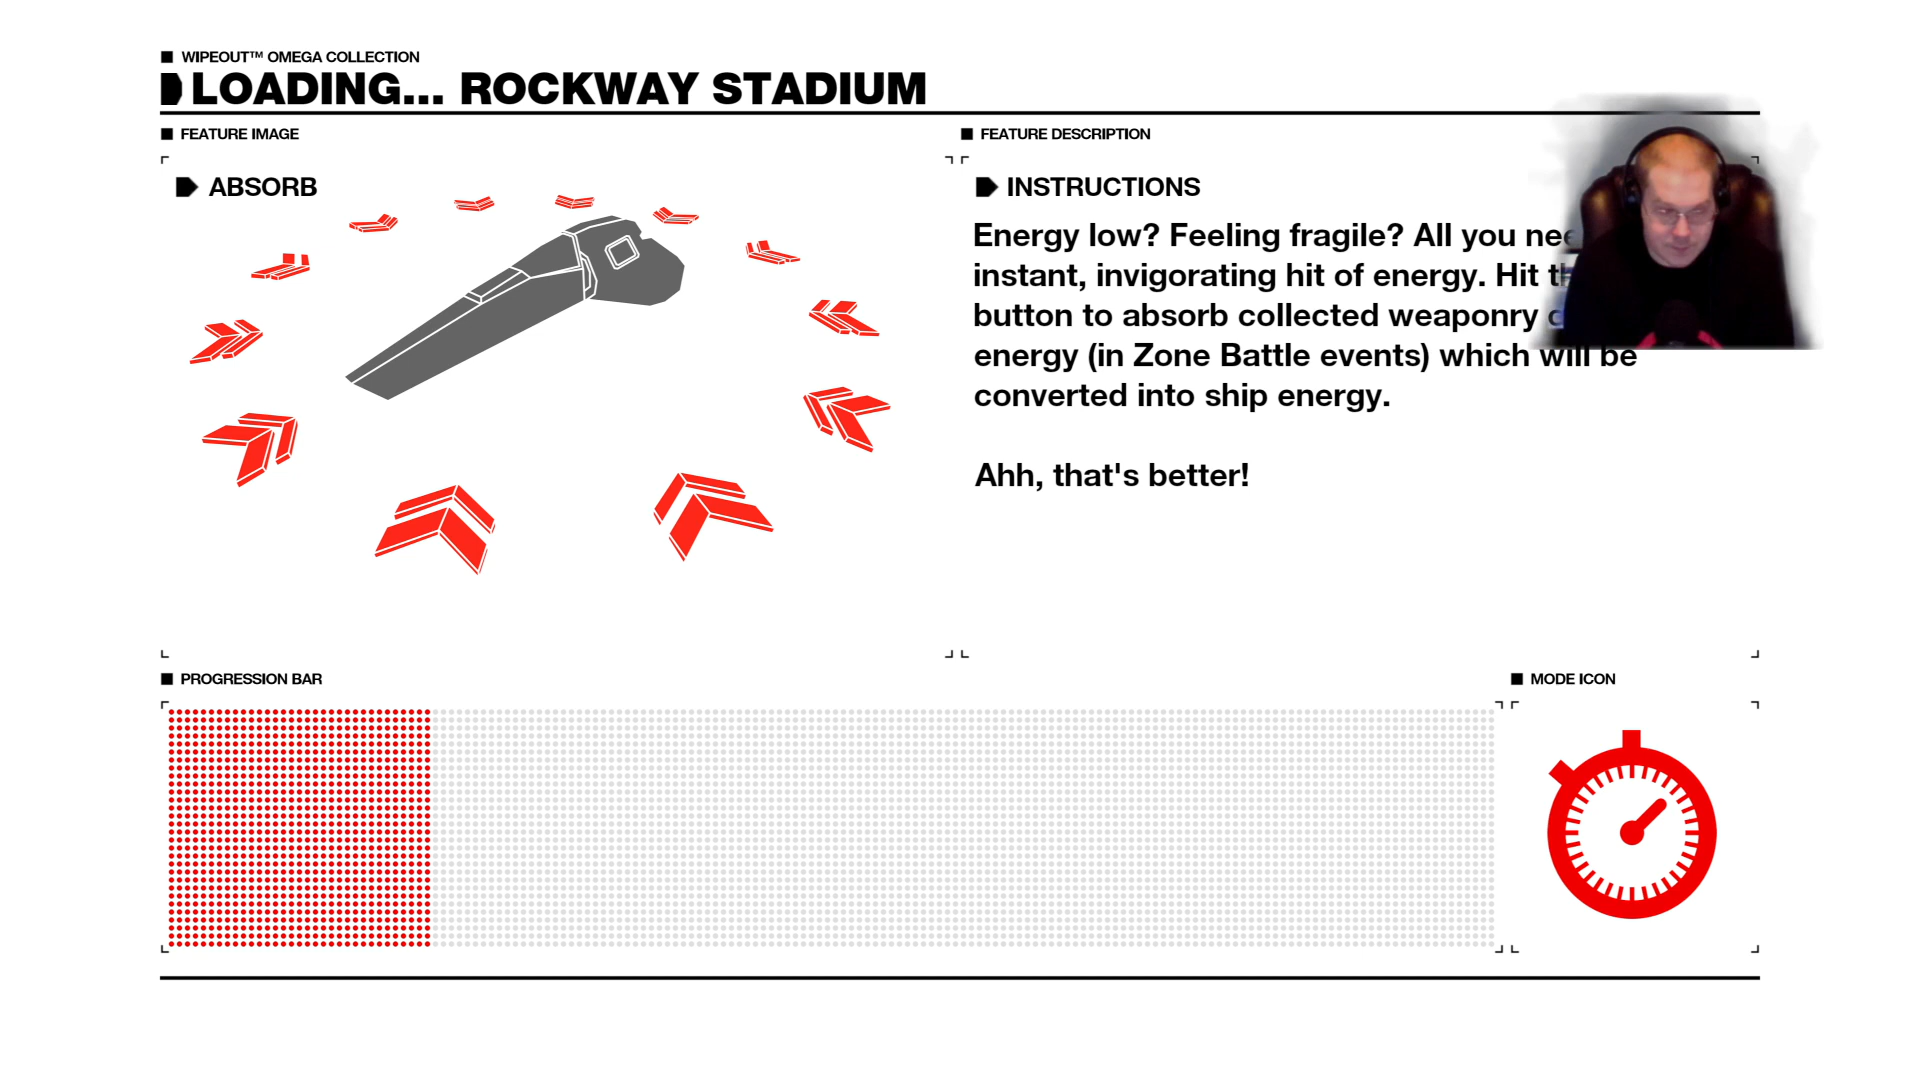 WIPEOUT™ OMEGA COLLECTION
LOADING... ROCKWAY STADIUM
FEATURE IMAGE
FEATURE DESCRIPTION
ABSORB
INSTRUCTIONS
Energy low? Feeling fragile? All you
instant, invigorating hit of energy. Hit
button to absorb collected weaponry
energy (in Zone Battle events) which will be
converted into ship energy.
Ahh, that's better!
PROGRESSION BAR
MODE ICON